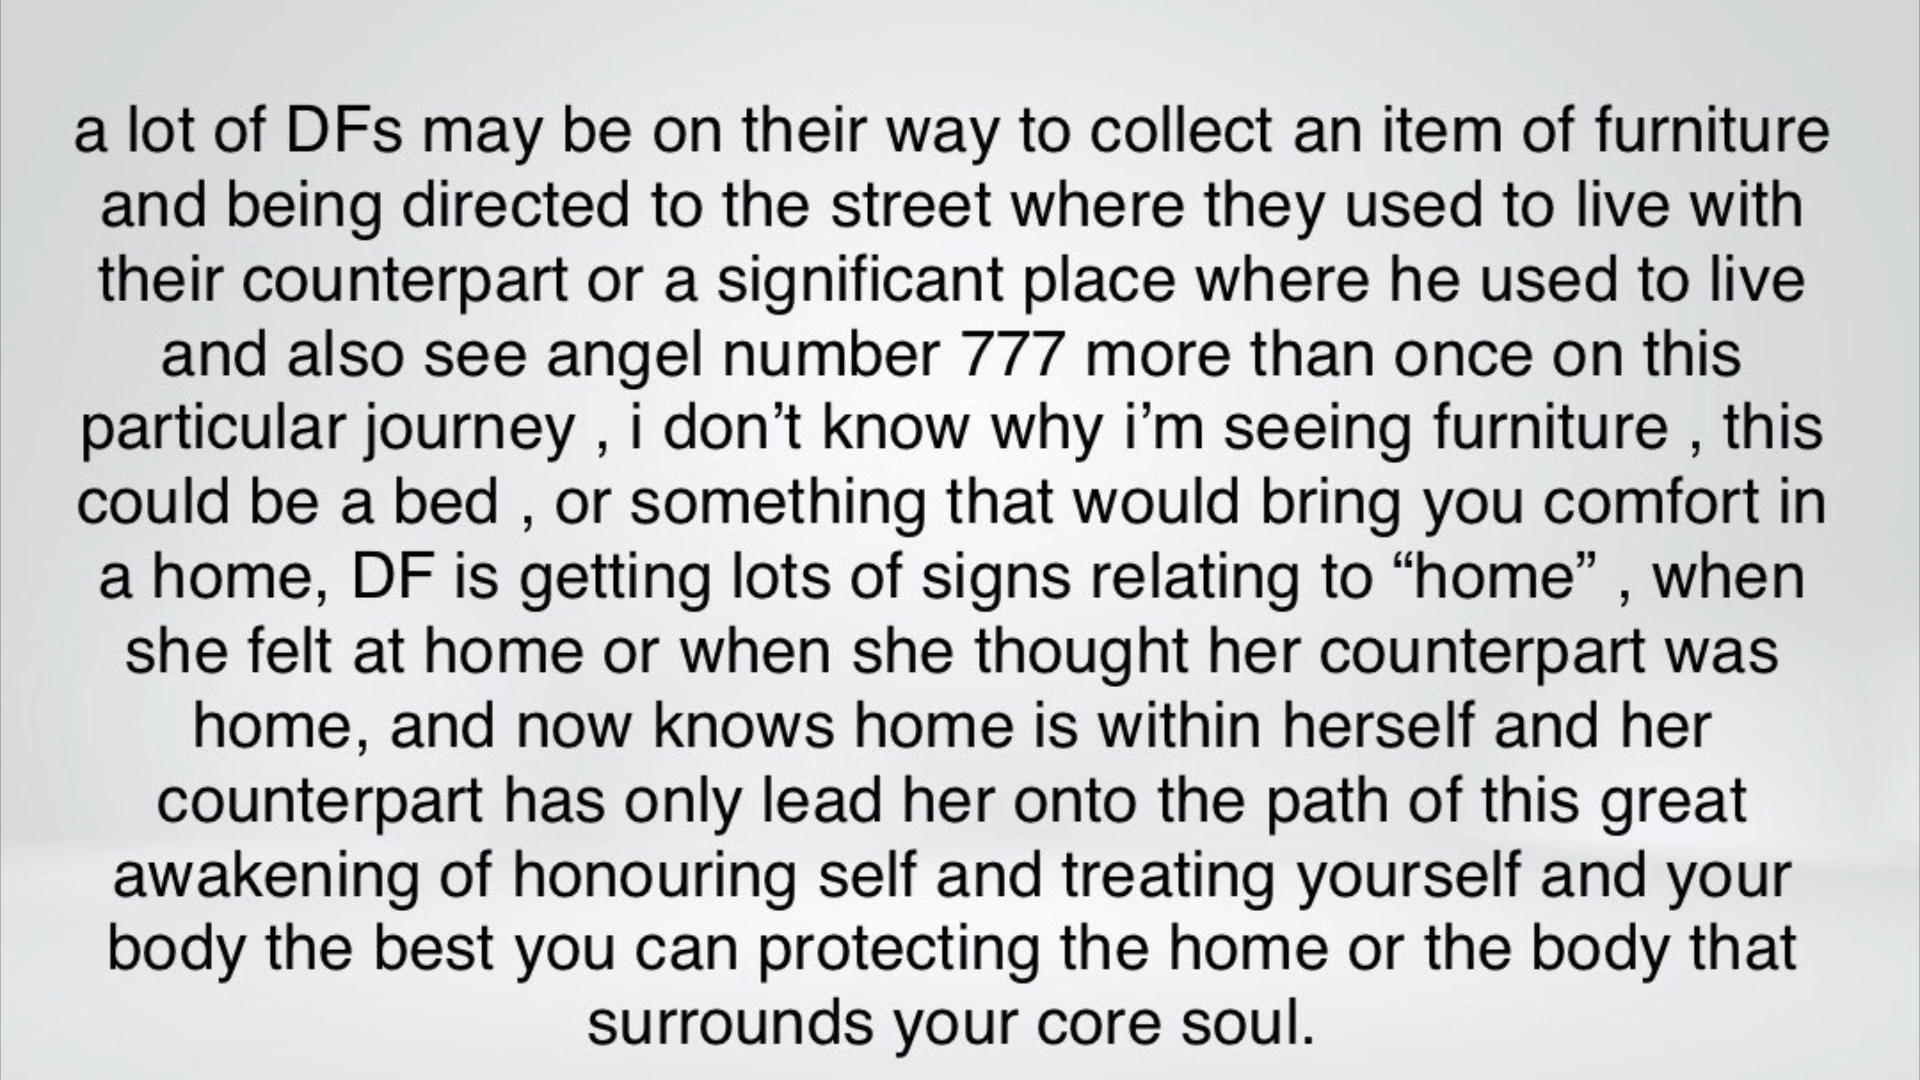 a lot of DFs may be on their way to collect an item of furniture
and being directed to the street where they used to live with
their counterpart or a significant place where he used to live
and also see angel number 777 more than once on this
particular journey , i don’t know why i’m seeing furniture , this
could be a bed , or something that would bring you comfort in
a home, DF is getting lots of signs relating to “home” , when
she felt at home or when she thought her counterpart was
home, and now knows home is within herself and her
counterpart has only lead her onto the path of this great
awakening of honouring self and treating yourself and your
body the best you can protecting the home or the body that
surrounds your core soul.